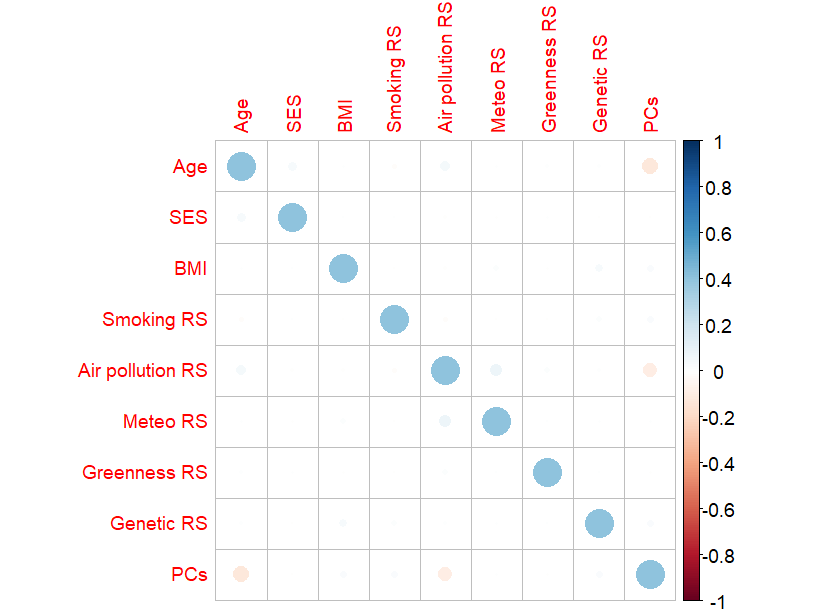 Age
SES
BMI
Smoking RS
Air pollution RS
Meteo RS
Greenness RS
Genetic RS
PCs
Age
SES
BMI
Smoking RS
Air pollution RS
Meteo RS
Greenness RS
Genetic RS
PCs
1
0.8
0.6
0.4
0.2
0
-0.2
-0.4
-0.6
-0.8
-1